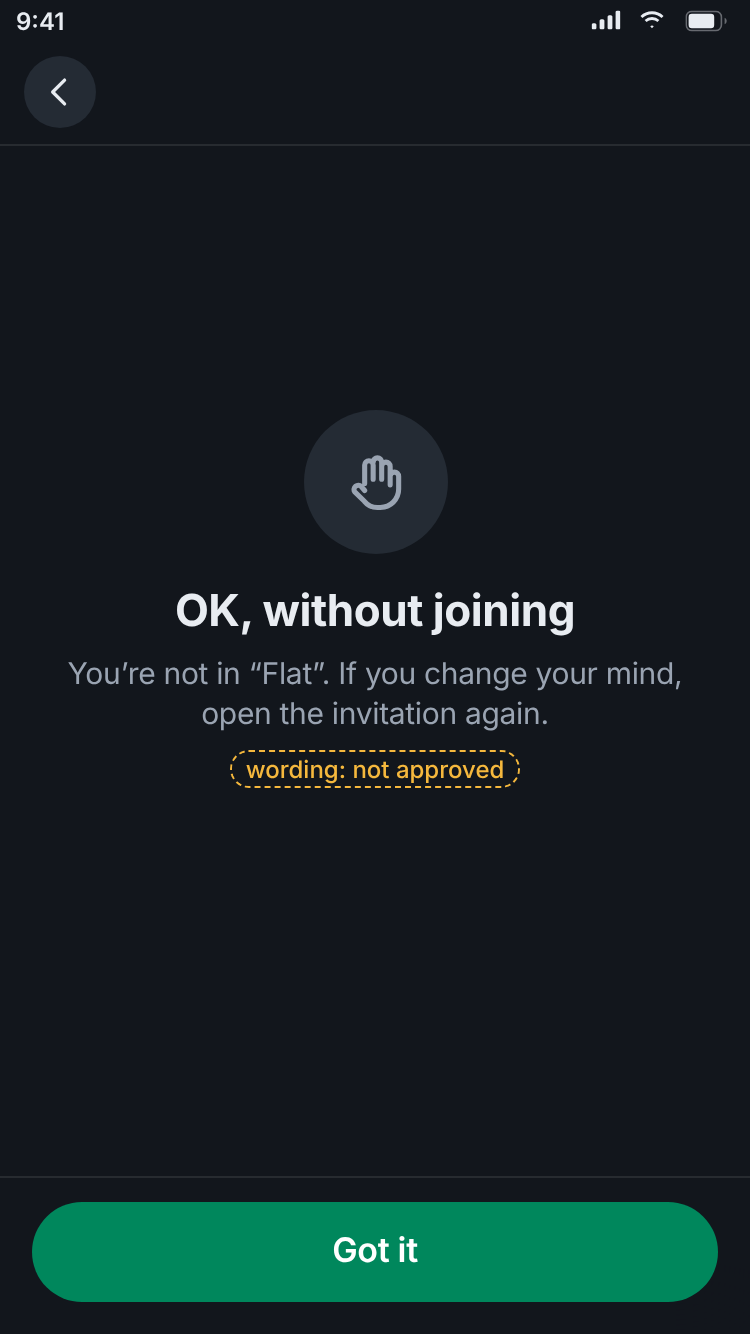 9:41
OK, without joining
You’re not in “Flat”. If you change your mind,
open the invitation again.
wording: not approved
Got it